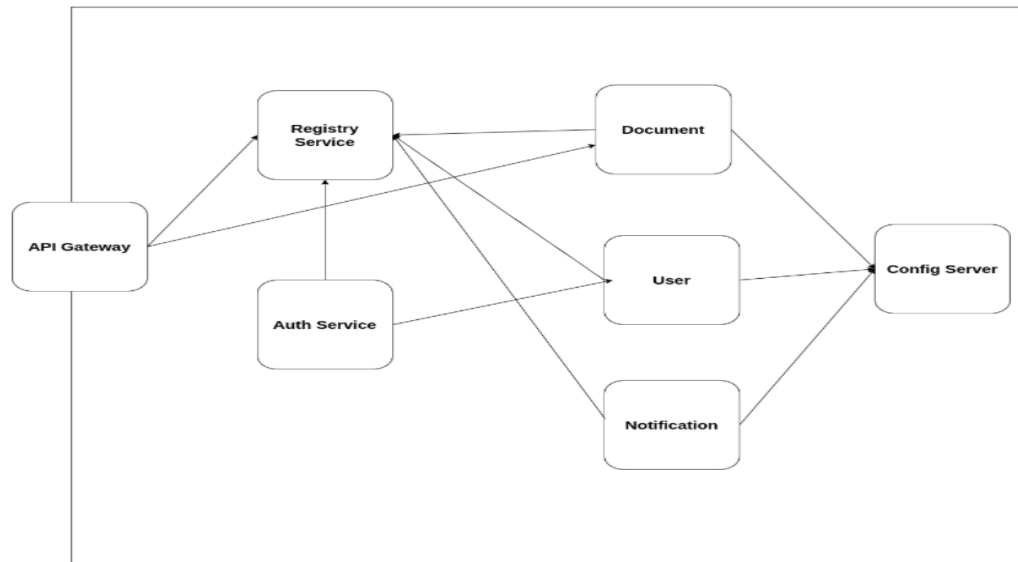 Registry
Service
Document
API Gateway
User
Config Server
Auth Service
Notification